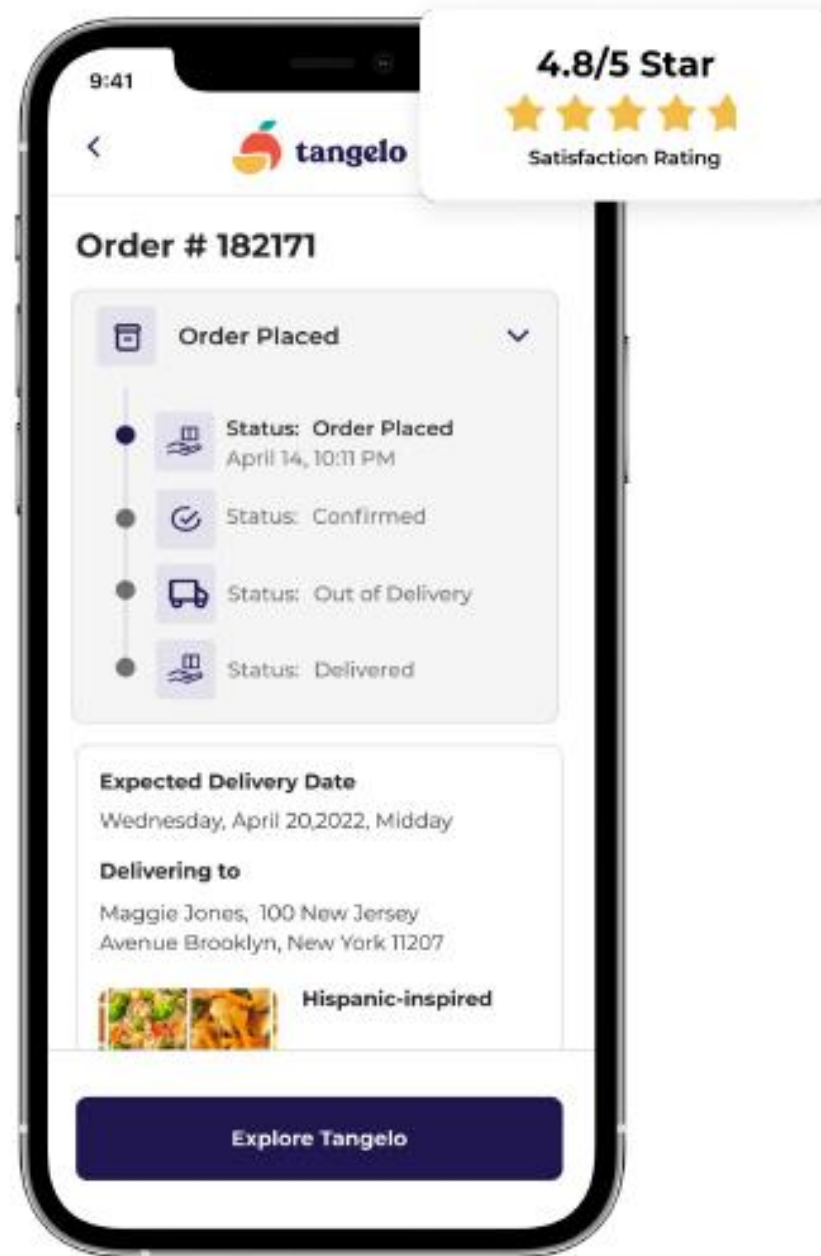 9:41
4.8/5 Star
Satisfaction Rating
tangelo
Order # 182171
Order Placed
Status: Order Placed
April 14, 10:11 PM
Status: Confirmed
Status: Out of Delivery
Status: Delivered
Expected Delivery Date
Wednesday, April 20,2022, Midday
Delivering to
Maggie Jones, 100 New Jersey
Avenue Brooklyn, New York 11207
Hispanic-inspired
Explore Tangelo